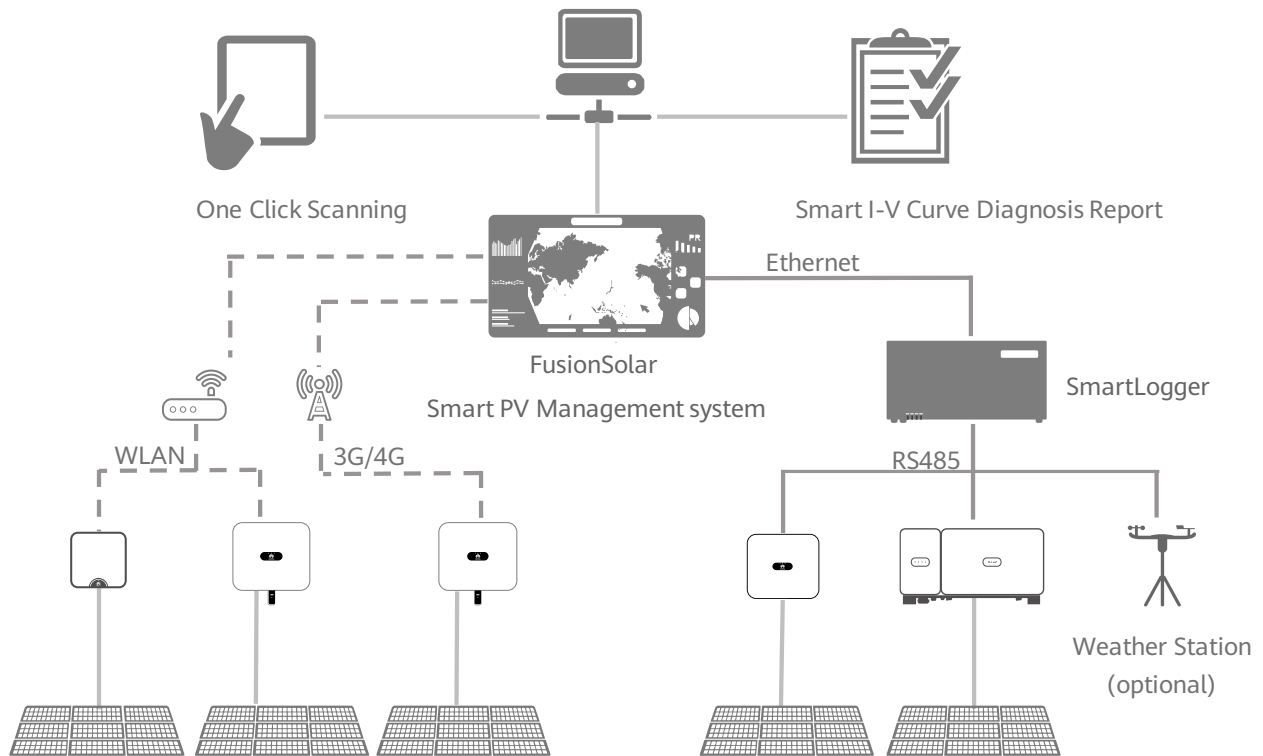 One Click Scanning
Smart I-V Curve Diagnosis Report
PR
Ethernet
FusionSolar
Smart PV Management system
SmartLogger
WLAN
3G/4G
RS485
Weather Station
(optional)